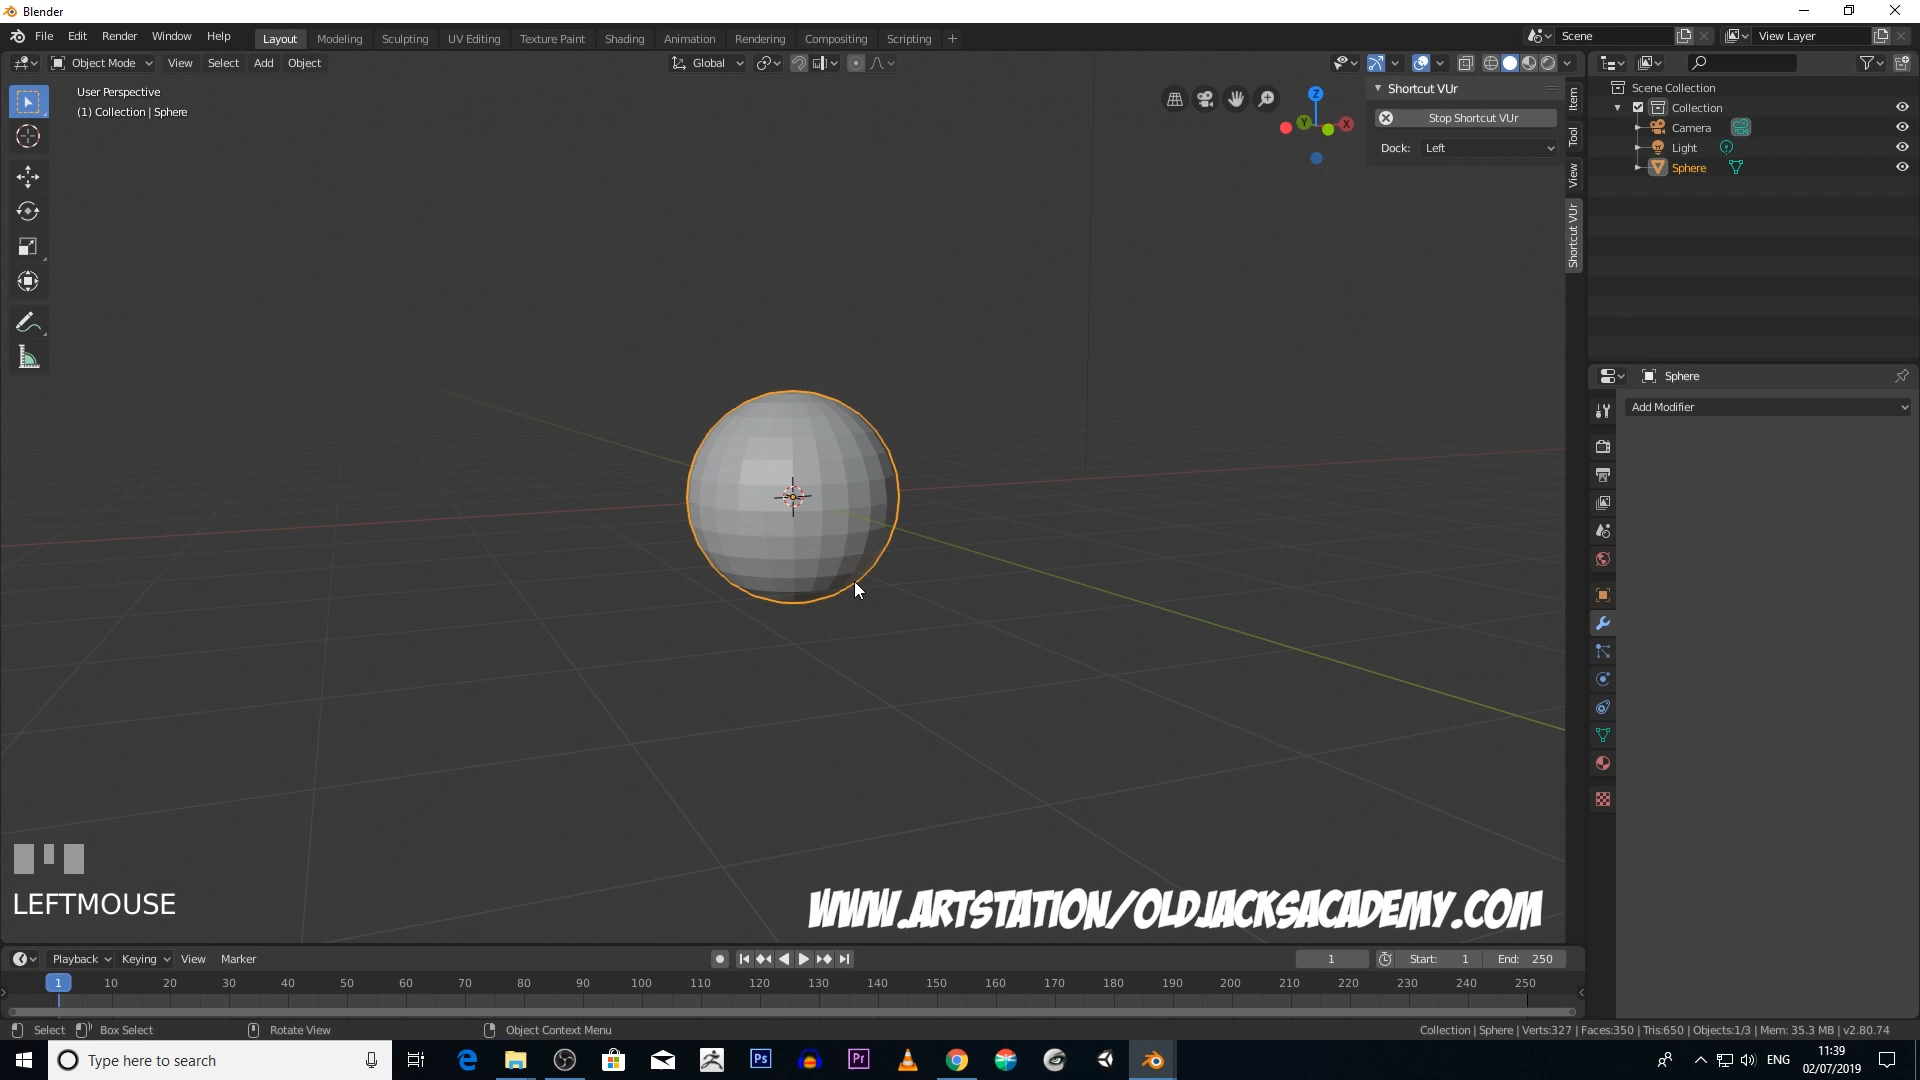 Blender
File Edit Render Window Help
Layout Modeling Sculpting UV Editing Texture Paint Shading Animation Rendering Compositing Scripting +
Scene View Layer
Object Mode View Select Add Object
Global
User Perspective
(1) Collection | Sphere
Z
Y
X
Shortcut VUr
Stop Shortcut VUr
Dock: Left
Item
Tool
View
Shortcut VUr
Scene Collection
Collection
Camera
Light
Sphere
Sphere
Add Modifier
LEFTMOUSE
WWW.ARTSTATION/OLDJACKSACADEMY.COM
Playback Keying View Marker
1 Start: 1 End: 250
1 10 20 30 40 50 60 70 80 90 100 110 120 130 140 150 160 170 180 190 200 210 220 230 240 250
Select Box Select Rotate View Object Context Menu
Collection | Sphere | Verts:327 | Faces:350 | Tris:650 | Objects:1/3 | Mem: 35.3 MB | v2.80.74
Type here to search
Ps
Pr
ENG
11:39
02/07/2019